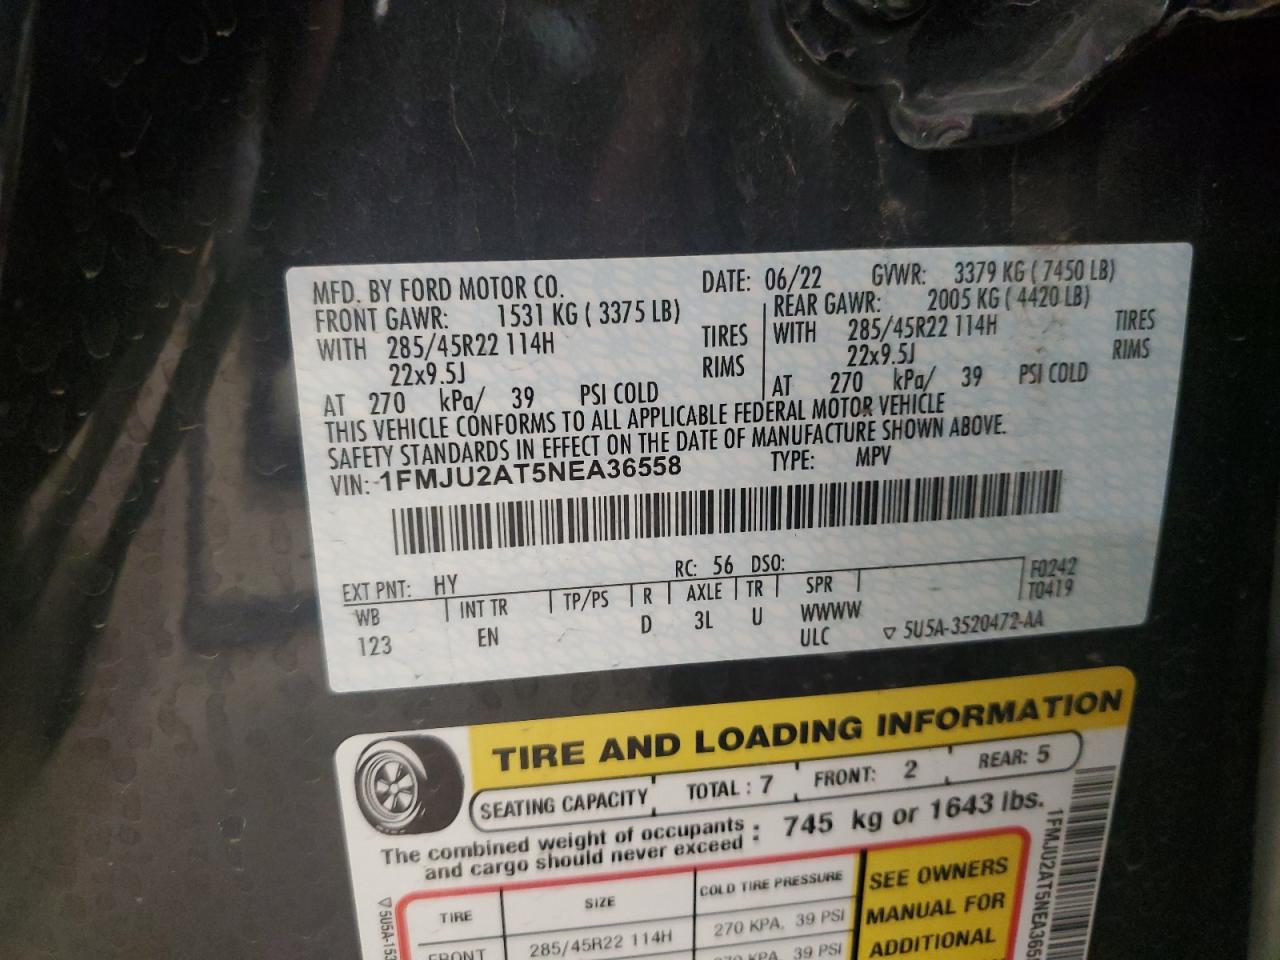 MFD. BY FORD MOTOR CO. DATE: 06/22 GVWR: 3379 KG ( 7450 LB)
FRONT GAWR: 1531 KG ( 3375 LB) REAR GAWR: 2005 KG ( 4420 LB)
WITH 285/45R22 114H TIRES WITH 285/45R22 114H TIRES
22x9.5J RIMS 22x9.5J RIMS
AT 270 kPa/ 39 PSI COLD AT 270 kPa/ 39 PSI COLD
THIS VEHICLE CONFORMS TO ALL APPLICABLE FEDERAL MOTOR VEHICLE
SAFETY STANDARDS IN EFFECT ON THE DATE OF MANUFACTURE SHOWN ABOVE.
VIN: 1FMJU2AT5NEA36558 TYPE: MPV
EXT PNT: HY RC: 56 DSO: F0242
WB INT TR TP/PS R AXLE TR SPR T0419
123 EN D 3L U WWWW
ULC ▽ 5U5A-3520472-AA
TIRE AND LOADING INFORMATION
SEATING CAPACITY TOTAL : 7 FRONT: 2 REAR: 5
The combined weight of occupants : 745 kg or 1643 lbs.
and cargo should never exceed
TIRE SIZE COLD TIRE PRESSURE SEE OWNERS
FRONT 285/45R22 114H 270 KPA, 39 PSI MANUAL FOR
KPA, 39 PSI ADDITIONAL